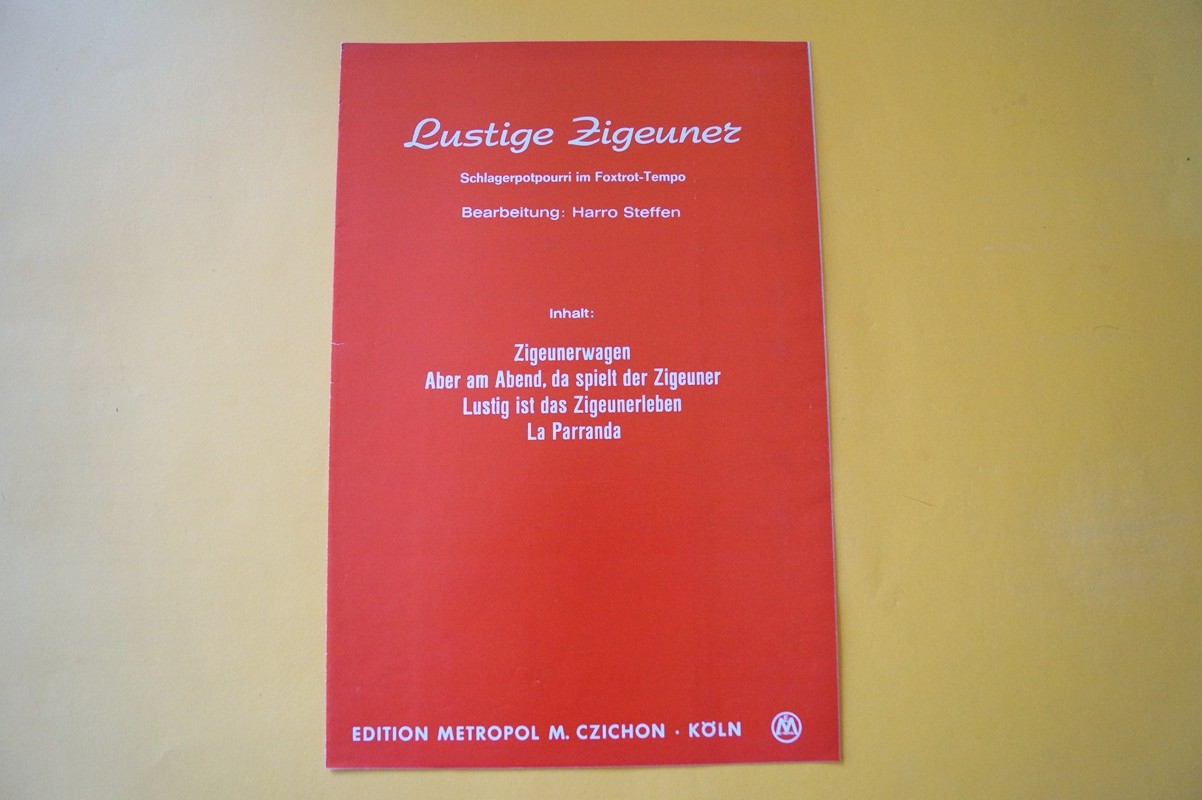 Lustige Zigeuner
Schlagerpotpourri im Foxtrot-Tempo
Bearbeitung: Harro Steffen
Inhalt:
Zigeunerwagen
Aber am Abend, da spielt der Zigeuner
Lustig ist das Zigeunerleben
La Parranda
EDITION METROPOL M. CZICHON · KÖLN
M